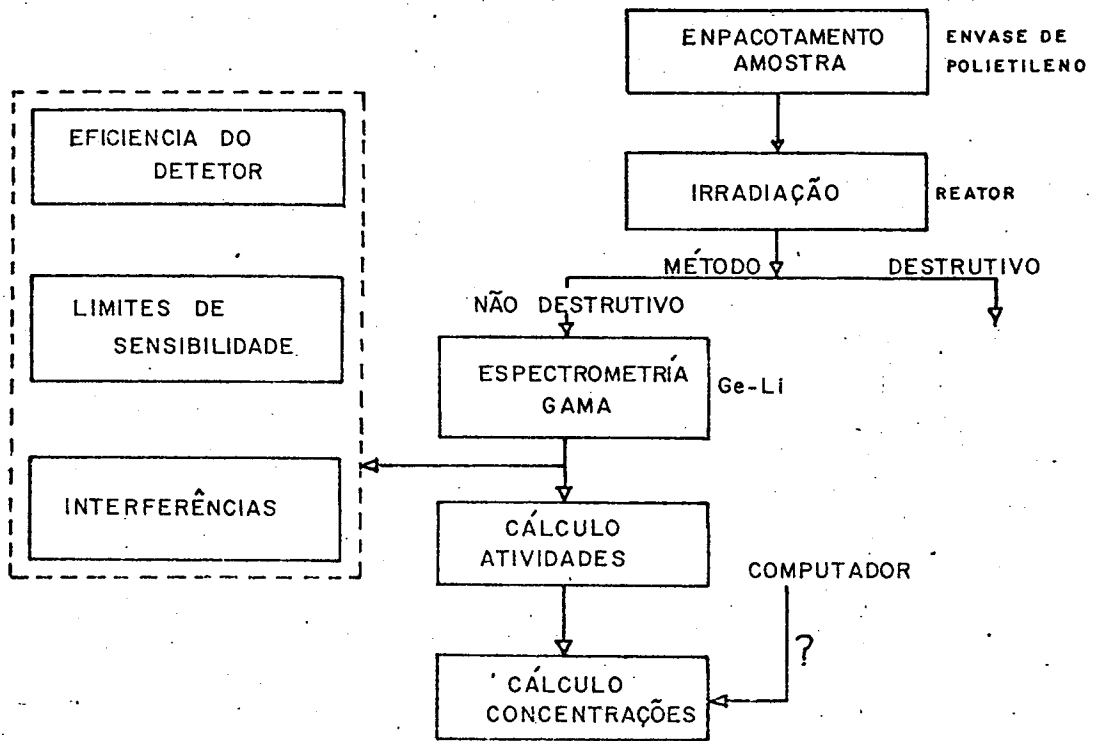 ENPACOTAMENTO
AMOSTRA
ENVASE DE
POLIETILENO
IRRADIAÇÃO
REATOR
MÉTODO
DESTRUTIVO
NÃO DESTRUTIVO
ESPECTROMETRÍA
GAMA
Ge-Li
EFICIENCIA DO
DETETOR
LIMITES DE
SENSIBILIDADE
INTERFERÊNCIAS
CÁLCULO
ATIVIDADES
COMPUTADOR
?
CÁLCULO
CONCENTRAÇÕES